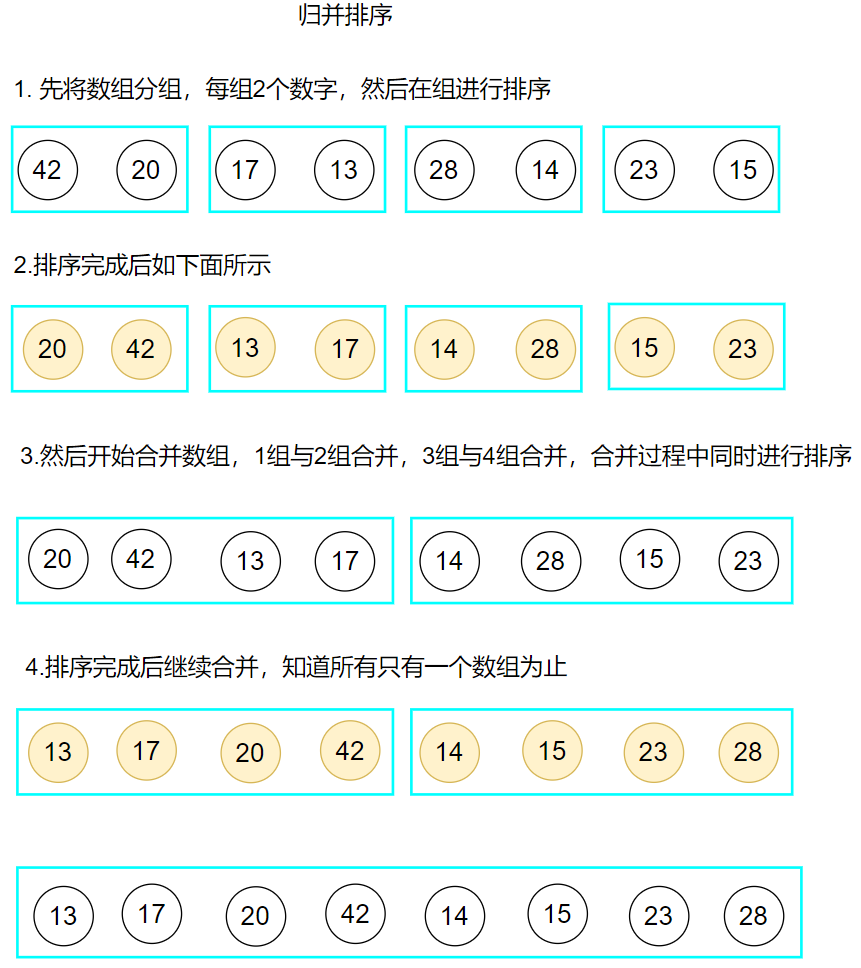 归并排序
1. 先将数组分组，每组2个数字，然后在组进行排序
42 20 17 13 28 14 23 15
2.排序完成后如下面所示
20 42 13 17 14 28 15 23
3.然后开始合并数组，1组与2组合并，3组与4组合并，合并过程中同时进行排序
20 42 13 17 14 28 15 23
4.排序完成后继续合并，知道所有只有一个数组为止
13 17 20 42 14 15 23 28
13 17 20 42 14 15 23 28